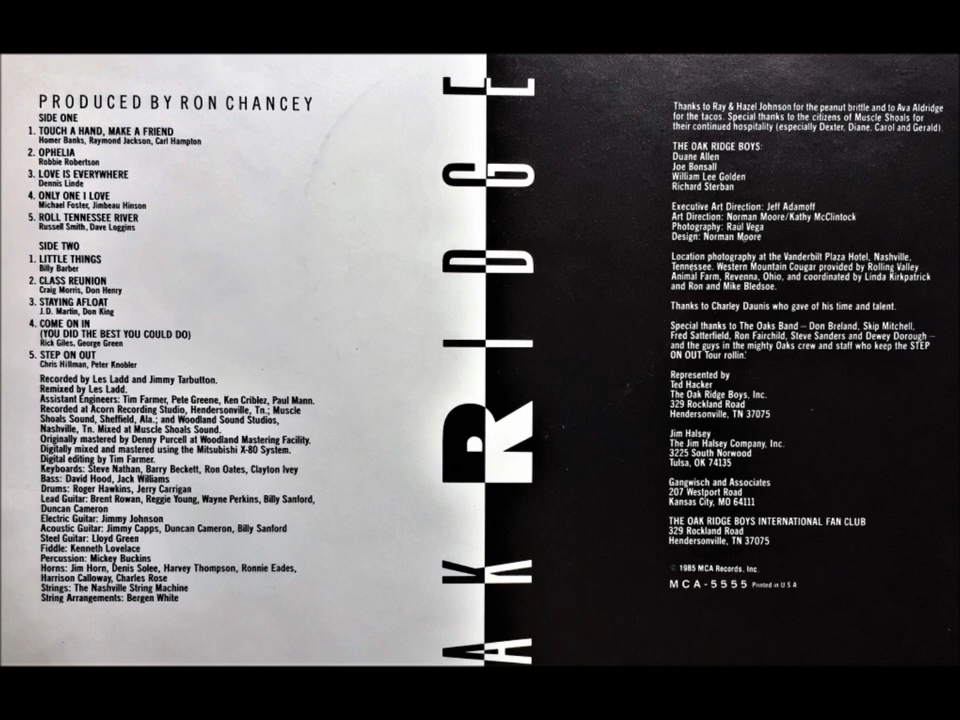 PRODUCED BY RON CHANCEY
SIDE ONE
1. TOUCH A HAND, MAKE A FRIEND
Homer Banks, Raymond Jackson, Carl Hampton
2. OPHELIA
Robbie Robertson
3. LOVE IS EVERYWHERE
Dennis Linde
4. ONLY ONE I LOVE
Michael Foster, Jimbeau Hinson
5. ROLL TENNESSEE RIVER
Russell Smith, Dave Loggins
SIDE TWO
1. LITTLE THINGS
Billy Barber
2. CLASS REUNION
Craig Morris, Don Henry
3. STAYING AFLOAT
J.D. Martin, Don King
4. COME ON IN
(YOU DID THE BEST YOU COULD DO)
Rick Giles, George Green
5. STEP ON OUT
Chris Hillman, Peter Knobler
Recorded by Les Ladd and Jimmy Tarbutton.
Remixed by Les Ladd.
Assistant Engineers: Tim Farmer, Pete Greene, Ken Criblez, Paul Mann.
Recorded at Acorn Recording Studio, Hendersonville, Tn.; Muscle
Shoals Sound, Sheffield, Ala.; and Woodland Sound Studios,
Nashville, Tn. Mixed at Muscle Shoals Sound.
Originally mastered by Denny Purcell at Woodland Mastering Facility.
Digitally mixed and mastered using the Mitsubishi X-80 System.
Digital editing by Tim Farmer.
Keyboards: Steve Nathan, Barry Beckett, Ron Oates, Clayton Ivey
Bass: David Hood, Jack Williams
Drums: Roger Hawkins, Jerry Carrigan
Lead Guitar: Brent Rowan, Reggie Young, Wayne Perkins, Billy Sanford,
Duncan Cameron
Electric Guitar: Jimmy Johnson
Acoustic Guitar: Jimmy Capps, Duncan Cameron, Billy Sanford
Steel Guitar: Lloyd Green
Fiddle: Kenneth Lovelace
Percussion: Mickey Buckins
Horns: Jim Horn, Denis Solee, Harvey Thompson, Ronnie Eades,
Harrison Calloway, Charles Rose
Strings: The Nashville String Machine
String Arrangements: Bergen White
AK RIDGE
Thanks to Ray & Hazel Johnson for the peanut brittle and to Ava Aldridge
for the tacos. Special thanks to the citizens of Muscle Shoals for
their continued hospitality (especially Dexter, Diane, Carol and Gerald).
THE OAK RIDGE BOYS:
Duane Allen
Joe Bonsall
William Lee Golden
Richard Sterban
Executive Art Direction: Jeff Adamoff
Art Direction: Norman Moore/Kathy McClintock
Photography: Raul Vega
Design: Norman Moore
Location photography at the Vanderbilt Plaza Hotel, Nashville,
Tennessee. Western Mountain Cougar provided by Rolling Valley
Animal Farm, Revenna, Ohio, and coordinated by Linda Kirkpatrick
and Ron and Mike Bledsoe.
Thanks to Charley Daunis who gave of his time and talent.
Special thanks to The Oaks Band — Don Breland, Skip Mitchell,
Fred Satterfield, Ron Fairchild, Steve Sanders and Dewey Dorough —
and the guys in the mighty Oaks crew and staff who keep the STEP
ON OUT Tour rollin.'
Represented by
Ted Hacker
The Oak Ridge Boys, Inc.
329 Rockland Road
Hendersonville, TN 37075
Jim Halsey
The Jim Halsey Company, Inc.
3225 South Norwood
Tulsa, OK 74135
Gangwisch and Associates
207 Westport Road
Kansas City, MO 64111
THE OAK RIDGE BOYS INTERNATIONAL FAN CLUB
329 Rockland Road
Hendersonville, TN 37075
© 1985 MCA Records, Inc.
MCA-5555 Printed in U S A